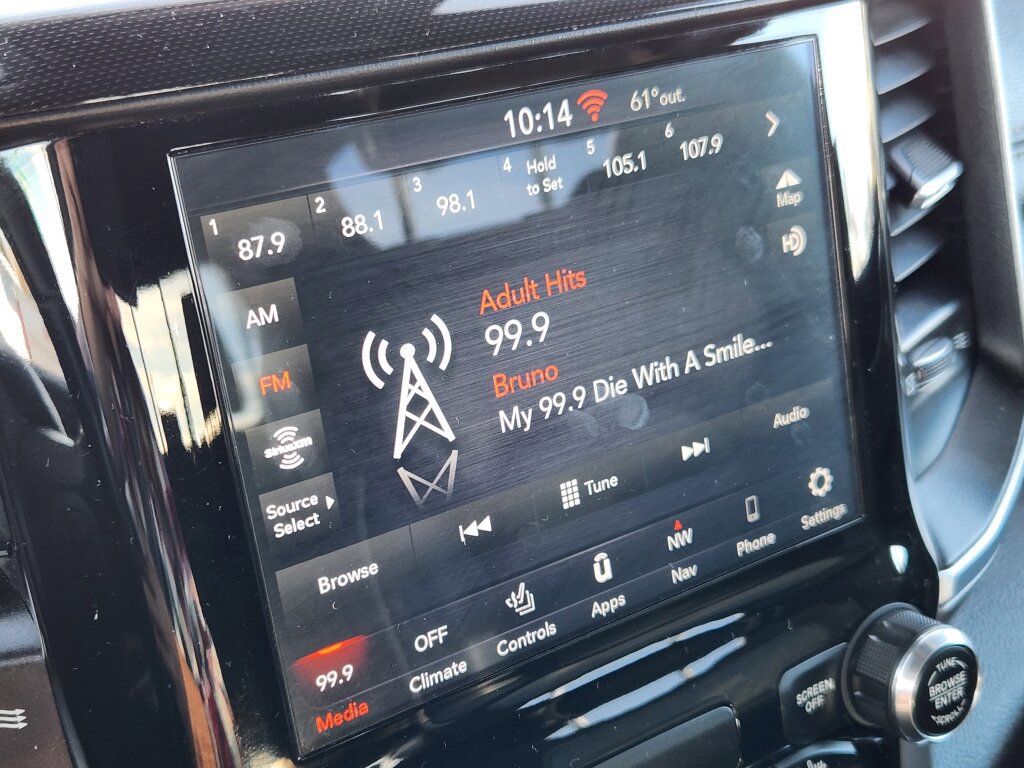 10:14 61°out.
1 87.9
2 88.1
3 98.1
4 Hold to Set
5 105.1
6 107.9
Map
HD
AM
FM
SiriusXM
Source
Select
Adult Hits
99.9
Bruno
My 99.9 Die With A Smile...
Browse
Tune
Audio
99.9
Media
OFF
Climate
Controls
Apps
NW
Nav
Phone
Settings
SCREEN
OFF
TUNE
BROWSE
ENTER
SCROLL